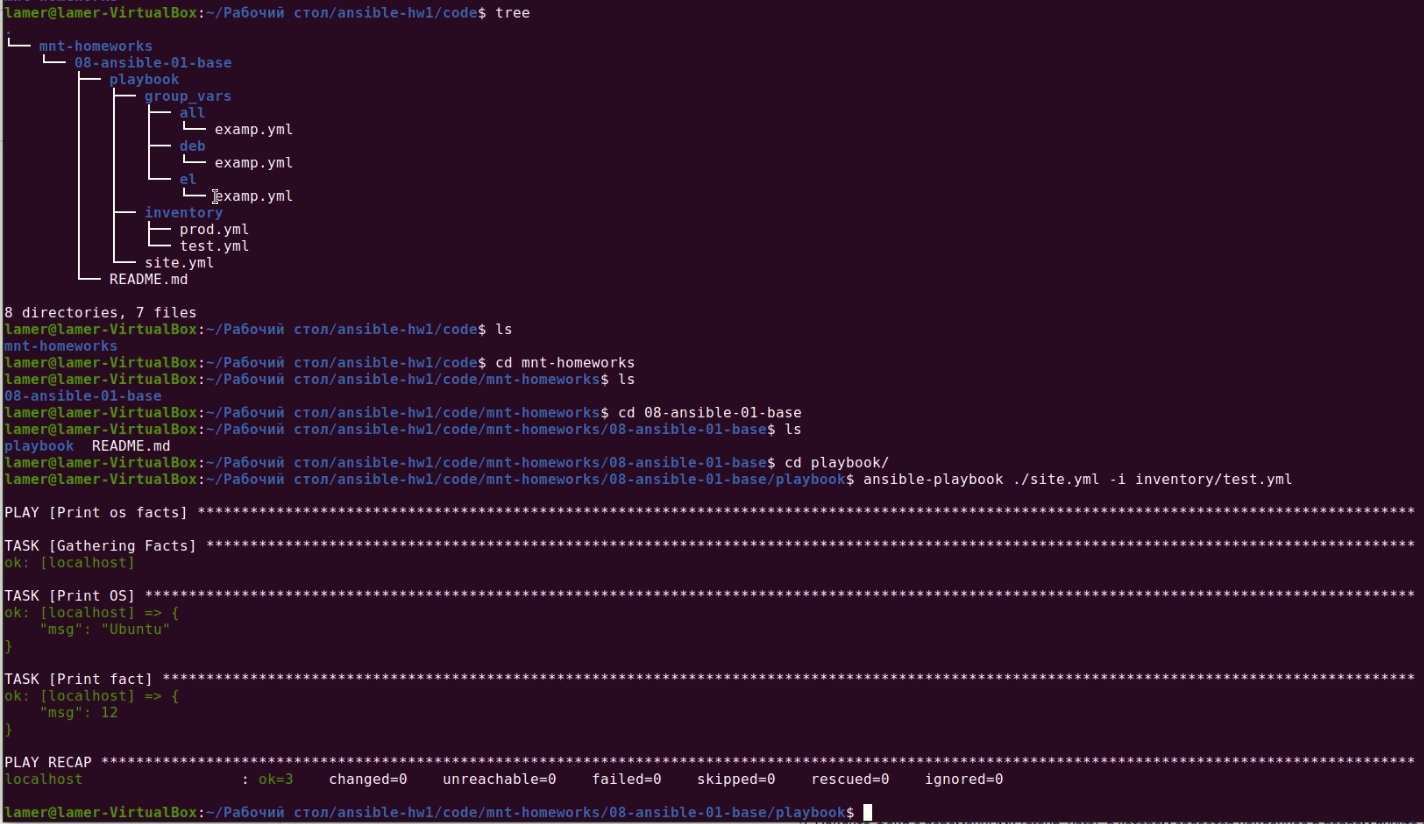 lamer@lamer-VirtualBox:~/Рабочий стол/ansible-hw1/code$ tree
.
└── mnt-homeworks
    └── 08-ansible-01-base
        ├── playbook
        │   ├── group_vars
        │   │   ├── all
        │   │   │   └── examp.yml
        │   │   ├── deb
        │   │   │   └── examp.yml
        │   │   └── el
        │   │       └── examp.yml
        │   ├── inventory
        │   │   ├── prod.yml
        │   │   └── test.yml
        │   └── site.yml
        └── README.md

8 directories, 7 files
lamer@lamer-VirtualBox:~/Рабочий стол/ansible-hw1/code$ ls
mnt-homeworks
lamer@lamer-VirtualBox:~/Рабочий стол/ansible-hw1/code$ cd mnt-homeworks
lamer@lamer-VirtualBox:~/Рабочий стол/ansible-hw1/code/mnt-homeworks$ ls
08-ansible-01-base
lamer@lamer-VirtualBox:~/Рабочий стол/ansible-hw1/code/mnt-homeworks$ cd 08-ansible-01-base
lamer@lamer-VirtualBox:~/Рабочий стол/ansible-hw1/code/mnt-homeworks/08-ansible-01-base$ ls
playbook  README.md
lamer@lamer-VirtualBox:~/Рабочий стол/ansible-hw1/code/mnt-homeworks/08-ansible-01-base$ cd playbook/
lamer@lamer-VirtualBox:~/Рабочий стол/ansible-hw1/code/mnt-homeworks/08-ansible-01-base/playbook$ ansible-playbook ./site.yml -i inventory/test.yml

PLAY [Print os facts] *******************************************************************************************************************************************

TASK [Gathering Facts] ******************************************************************************************************************************************
ok: [localhost]

TASK [Print OS] *************************************************************************************************************************************************
ok: [localhost] => {
    "msg": "Ubuntu"
}

TASK [Print fact] ***********************************************************************************************************************************************
ok: [localhost] => {
    "msg": 12
}

PLAY RECAP ******************************************************************************************************************************************************
localhost                  : ok=3    changed=0    unreachable=0    failed=0    skipped=0    rescued=0    ignored=0

lamer@lamer-VirtualBox:~/Рабочий стол/ansible-hw1/code/mnt-homeworks/08-ansible-01-base/playbook$